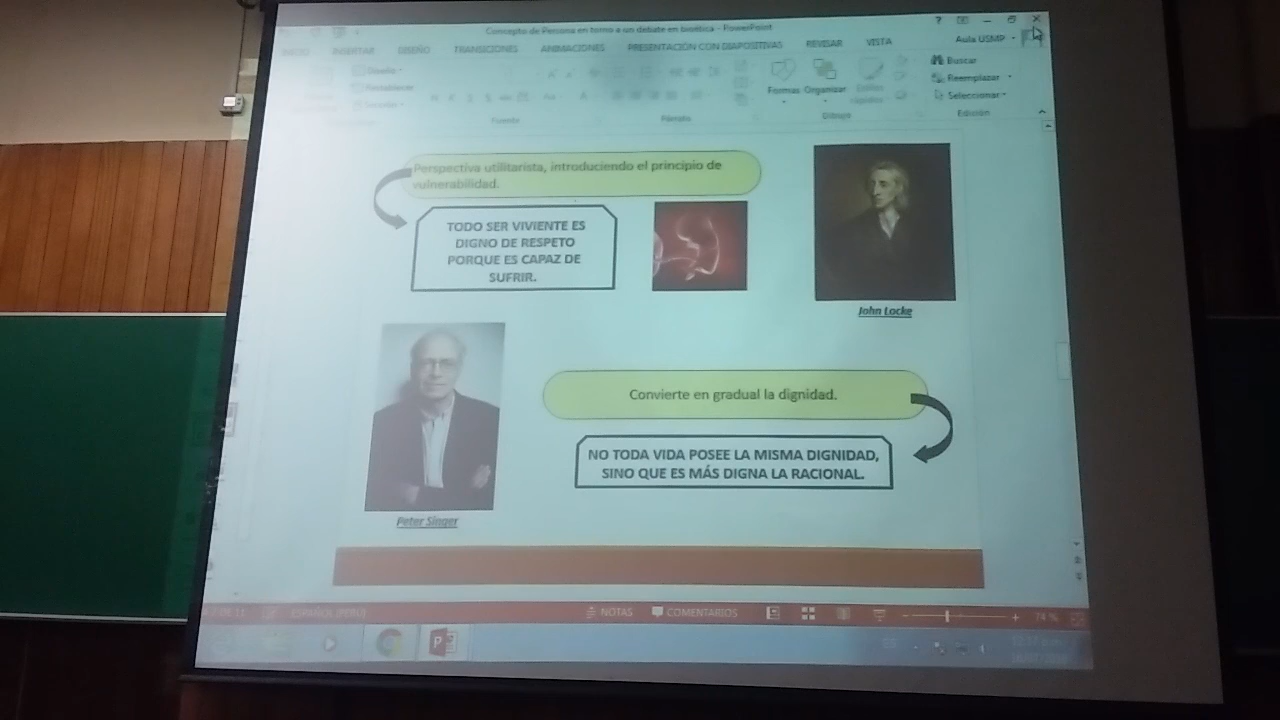 Concepto de Persona en torno a un debate en bioética - PowerPoint
INSERTAR DISEÑO TRANSICIONES ANIMACIONES PRESENTACIÓN CON DIAPOSITIVAS REVISAR VISTA Aula USMP
Buscar
Reemplazar
Seleccionar
Formas Organizar
Fuente Párrafo Dibujo Edición
Perspectiva utilitarista, introduciendo el principio de
vulnerabilidad.
TODO SER VIVIENTE ES
DIGNO DE RESPETO
PORQUE ES CAPAZ DE
SUFRIR.
John Locke
Convierte en gradual la dignidad.
NO TODA VIDA POSEE LA MISMA DIGNIDAD,
SINO QUE ES MÁS DIGNA LA RACIONAL.
Peter Singer
NOTAS COMENTARIOS 74 %